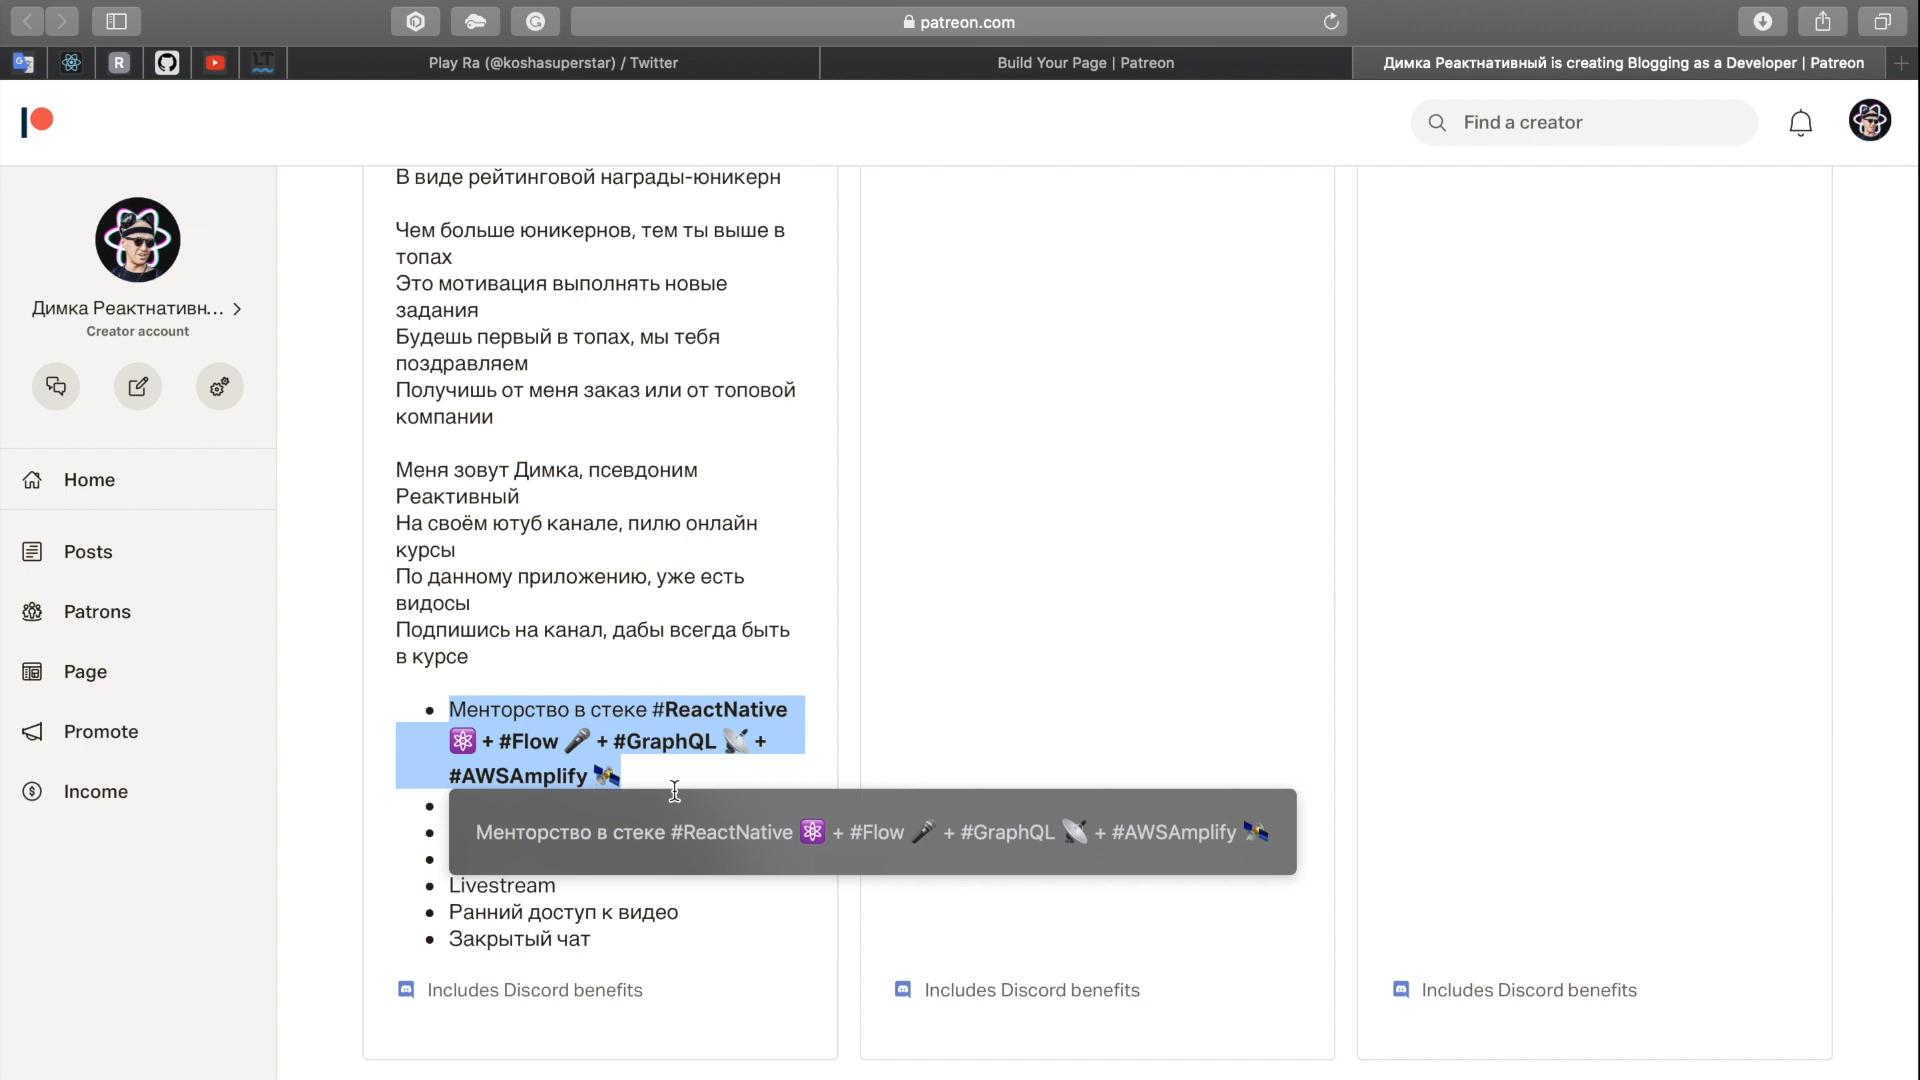 patreon.com
Play Ra (@koshasuperstar) / Twitter
Build Your Page | Patreon
Димка Реактнативный is creating Blogging as a Developer | Patreon
Find a creator
Димка Реактнативн...
Creator account
Home
Posts
Patrons
Page
Promote
Income
В виде рейтинговой награды-юникерн
Чем больше юникернов, тем ты выше в
топах
Это мотивация выполнять новые
задания
Будешь первый в топах, мы тебя
поздравляем
Получишь от меня заказ или от топовой
компании
Меня зовут Димка, псевдоним
Реактивный
На своём ютуб канале, пилю онлайн
курсы
По данному приложению, уже есть
видосы
Подпишись на канал, дабы всегда быть
в курсе
Менторство в стеке #ReactNative
⚛️ + #Flow 🎤 + #GraphQL 📡 +
#AWSAmplify 🛰
Менторство в стеке #ReactNative ⚛️ + #Flow 🎤 + #GraphQL 📡 + #AWSAmplify 🛰
Livestream
Ранний доступ к видео
Закрытый чат
Includes Discord benefits
Includes Discord benefits
Includes Discord benefits